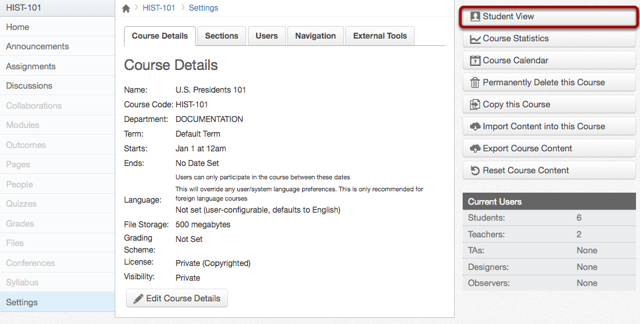 HIST-101
Home
Announcements
Assignments
Discussions
Collaborations
Modules
Outcomes
Pages
People
Quizzes
Grades
Files
Conferences
Syllabus
Settings
HIST-101 Settings
Course Details Sections Users Navigation External Tools
Course Details
Name: U.S. Presidents 101
Course Code: HIST-101
Department: DOCUMENTATION
Term: Default Term
Starts: Jan 1 at 12am
Ends: No Date Set
Users can only participate in the course between these dates
This will override any user/system language preferences. This is only recommended for
foreign language courses
Language: Not set (user-configurable, defaults to English)
File Storage: 500 megabytes
Grading
Scheme: Not Set
License: Private (Copyrighted)
Visibility: Private
Edit Course Details
Student View
Course Statistics
Course Calendar
Permanently Delete this Course
Copy this Course
Import Content into this Course
Export Course Content
Reset Course Content
Current Users
Students: 6
Teachers: 2
TAs: None
Designers: None
Observers: None